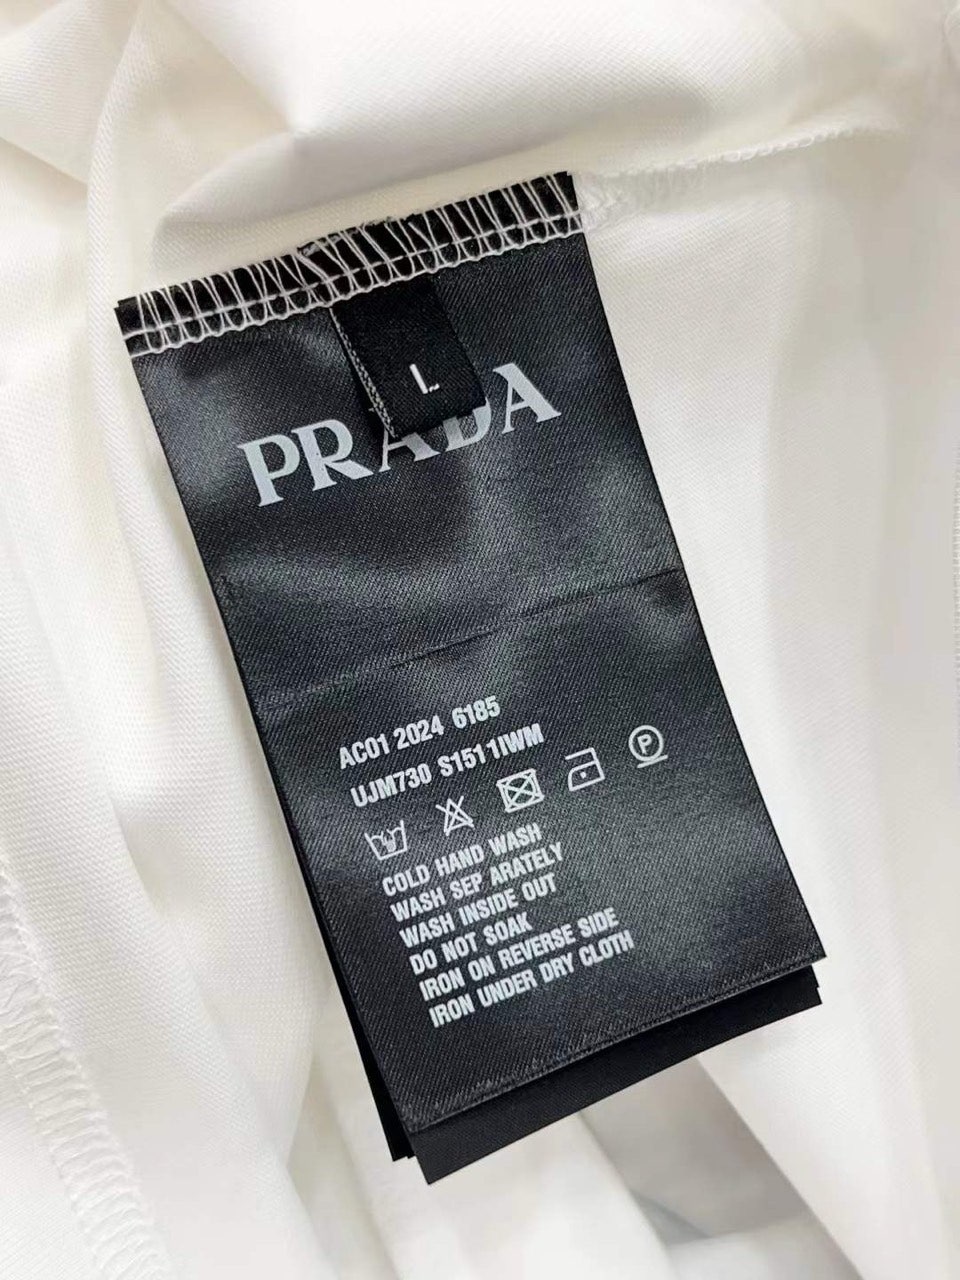 L
PRADA
AC01 2024 6185
UJM730 S151 1IWM
P
COLD HAND WASH
WASH SEP ARATELY
WASH INSIDE OUT
DO NOT SOAK
IRON ON REVERSE SIDE
IRON UNDER DRY CLOTH